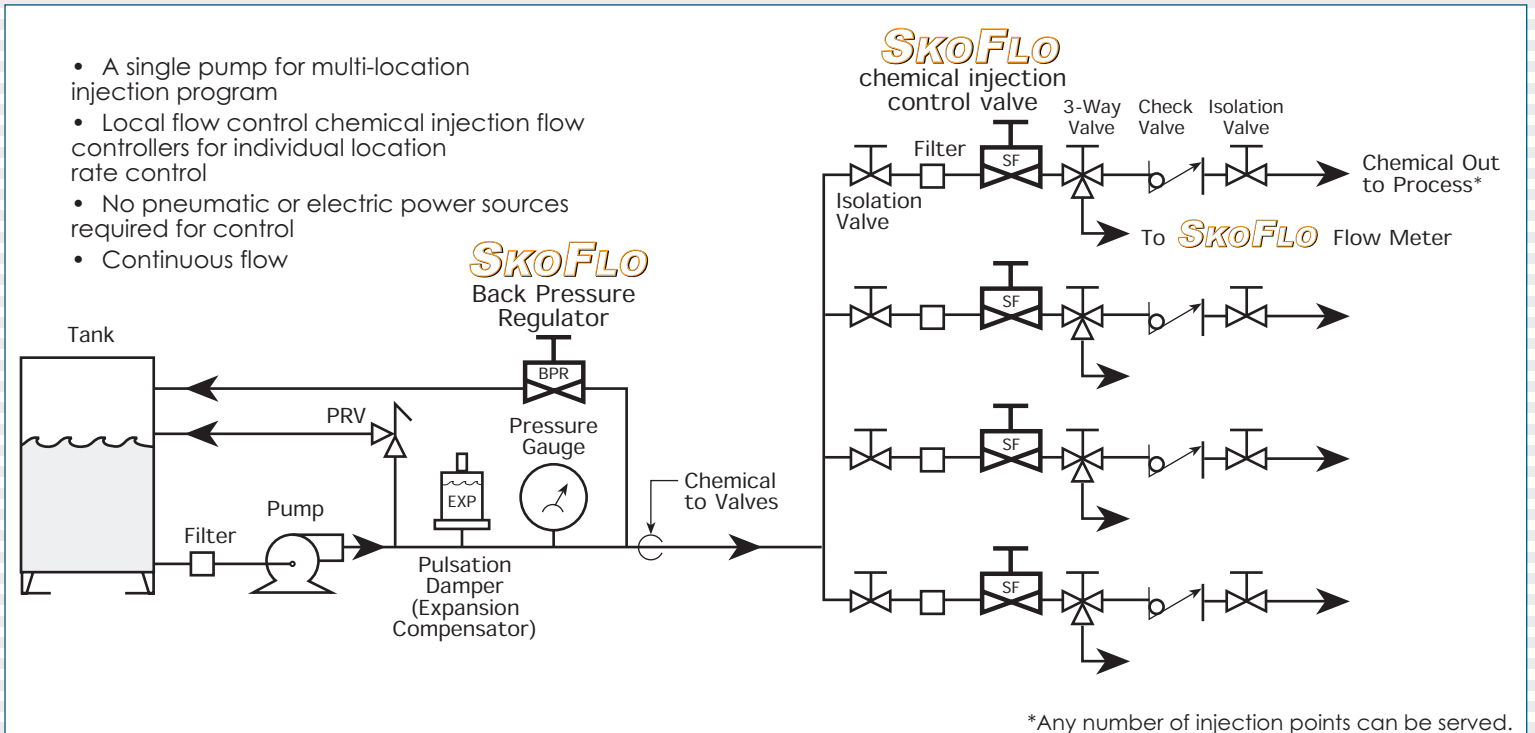 • A single pump for multi-location
injection program
• Local flow control chemical injection flow
controllers for individual location
rate control
• No pneumatic or electric power sources
required for control
• Continuous flow
SKOFLO
chemical injection
control valve
3-Way
Valve
Check
Valve
Isolation
Valve
Filter
SF
Isolation
Valve
Chemical Out
to Process*
To SKOFLO Flow Meter
SKOFLO
Back Pressure
Regulator
BPR
Tank
PRV
Pressure
Gauge
EXP
Chemical
to Valves
Filter
Pump
Pulsation
Damper
(Expansion
Compensator)
SF
SF
SF
*Any number of injection points can be served.